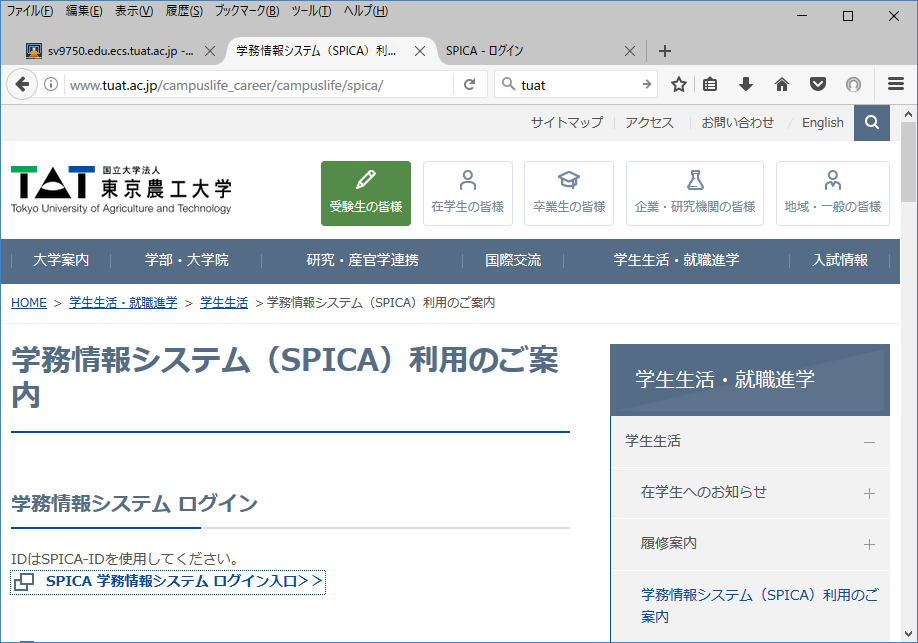 ファイル(F) 編集(E) 表示(V) 履歴(S) ブックマーク(B) ツール(T) ヘルプ(H)
sv9750.edu.ecs.tuat.ac.jp -... 学務情報システム（SPICA）利... SPICA - ログイン
www.tuat.ac.jp/campuslife_career/campuslife/spica/ tuat
サイトマップ アクセス お問い合わせ English
国立大学法人
TAT 東京農工大学
Tokyo University of Agriculture and Technology
受験生の皆様 在学生の皆様 卒業生の皆様 企業・研究機関の皆様 地域・一般の皆様
大学案内 学部・大学院 研究・産官学連携 国際交流 学生生活・就職進学 入試情報
HOME > 学生生活・就職進学 > 学生生活 > 学務情報システム（SPICA）利用のご案内
学務情報システム（SPICA）利用のご案
内
学務情報システム ログイン
IDはSPICA-IDを使用してください。
SPICA 学務情報システム ログイン入口>>
学生生活・就職進学
学生生活
在学生へのお知らせ
履修案内
学務情報システム（SPICA）利用のご
案内